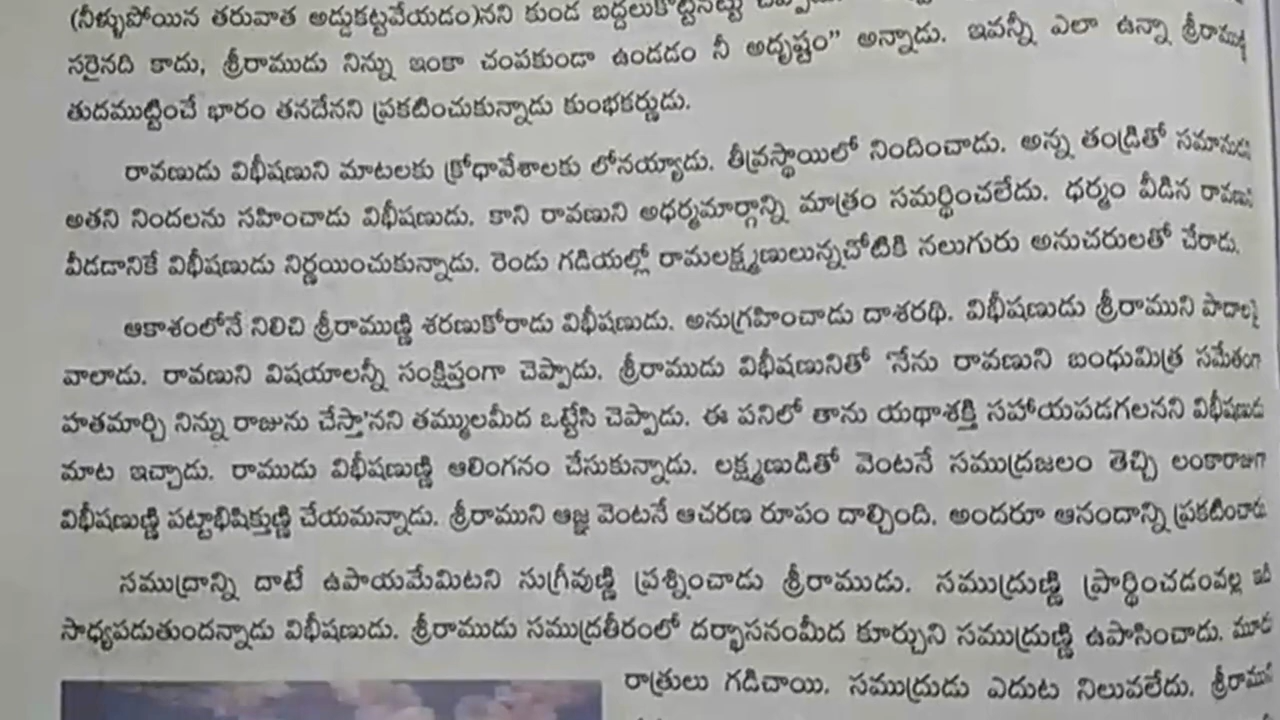 (నీళ్ళుపోయిన తరువాత అడ్డుకట్టవేయడం)నని కుండ బద్దలుకొట్టినట్టు
సరైనది కాదు, శ్రీరాముడు నిన్ను ఇంకా చంపకుండా ఉండడం నీ అదృష్టం” అన్నాడు. ఇవన్నీ ఎలా ఉన్నా
తుదముట్టించే భారం తనదేనని ప్రకటించుకున్నాడు కుంభకర్ణుడు.
రావణుడు విభీషణుని మాటలకు క్రోధావేశాలకు లోనయ్యాడు. తీవ్రస్థాయిలో నిందించాడు. అన్న తండ్రితో
అతని నిందలను సహించాడు విభీషణుడు. కాని రావణుని అధర్మమార్గాన్ని మాత్రం సమర్థించలేదు. ధర్మం వీడిన
వీడడానికే విభీషణుడు నిర్ణయించుకున్నాడు. రెండు గడియల్లో రామలక్ష్మణులున్నచోటికి నలుగురు అనుచరులతో చేరాడు.
ఆకాశంలోనే నిలిచి శ్రీరాముణ్ణి శరణుకోరాడు విభీషణుడు. అనుగ్రహించాడు దాశరథి. విభీషణుడు శ్రీరాముని
వాలాడు. రావణుని విషయాలన్నీ సంక్షిప్తంగా చెప్పాడు. శ్రీరాముడు విభీషణునితో 'నేను రావణుని బంధుమిత్ర సమేతంగా
హతమార్చి నిన్ను రాజును చేస్తా'నని తమ్ములమీద ఒట్టేసి చెప్పాడు. ఈ పనిలో తాను యథాశక్తి సహాయపడగలనని
మాట ఇచ్చాడు. రాముడు విభీషణుణ్ణి ఆలింగనం చేసుకున్నాడు. లక్ష్మణుడితో వెంటనే సముద్రజలం తెచ్చి లంకారాజుగా
విభీషణుణ్ణి పట్టాభిషిక్తుణ్ణి చేయమన్నాడు. శ్రీరాముని ఆజ్ఞ వెంటనే ఆచరణ రూపం దాల్చింది. అందరూ ఆనందాన్ని ప్రకటించారు.
సముద్రాన్ని దాటే ఉపాయమేమిటని సుగ్రీవుణ్ణి ప్రశ్నించాడు శ్రీరాముడు. సముద్రుణ్ణి ప్రార్థించడంవల్ల
సాధ్యపడుతుందన్నాడు విభీషణుడు. శ్రీరాముడు సముద్రతీరంలో దర్భాసనంమీద కూర్చుని సముద్రుణ్ణి ఉపాసించాడు.
రాత్రులు గడిచాయి. సముద్రుడు ఎదుట నిలువలేదు.